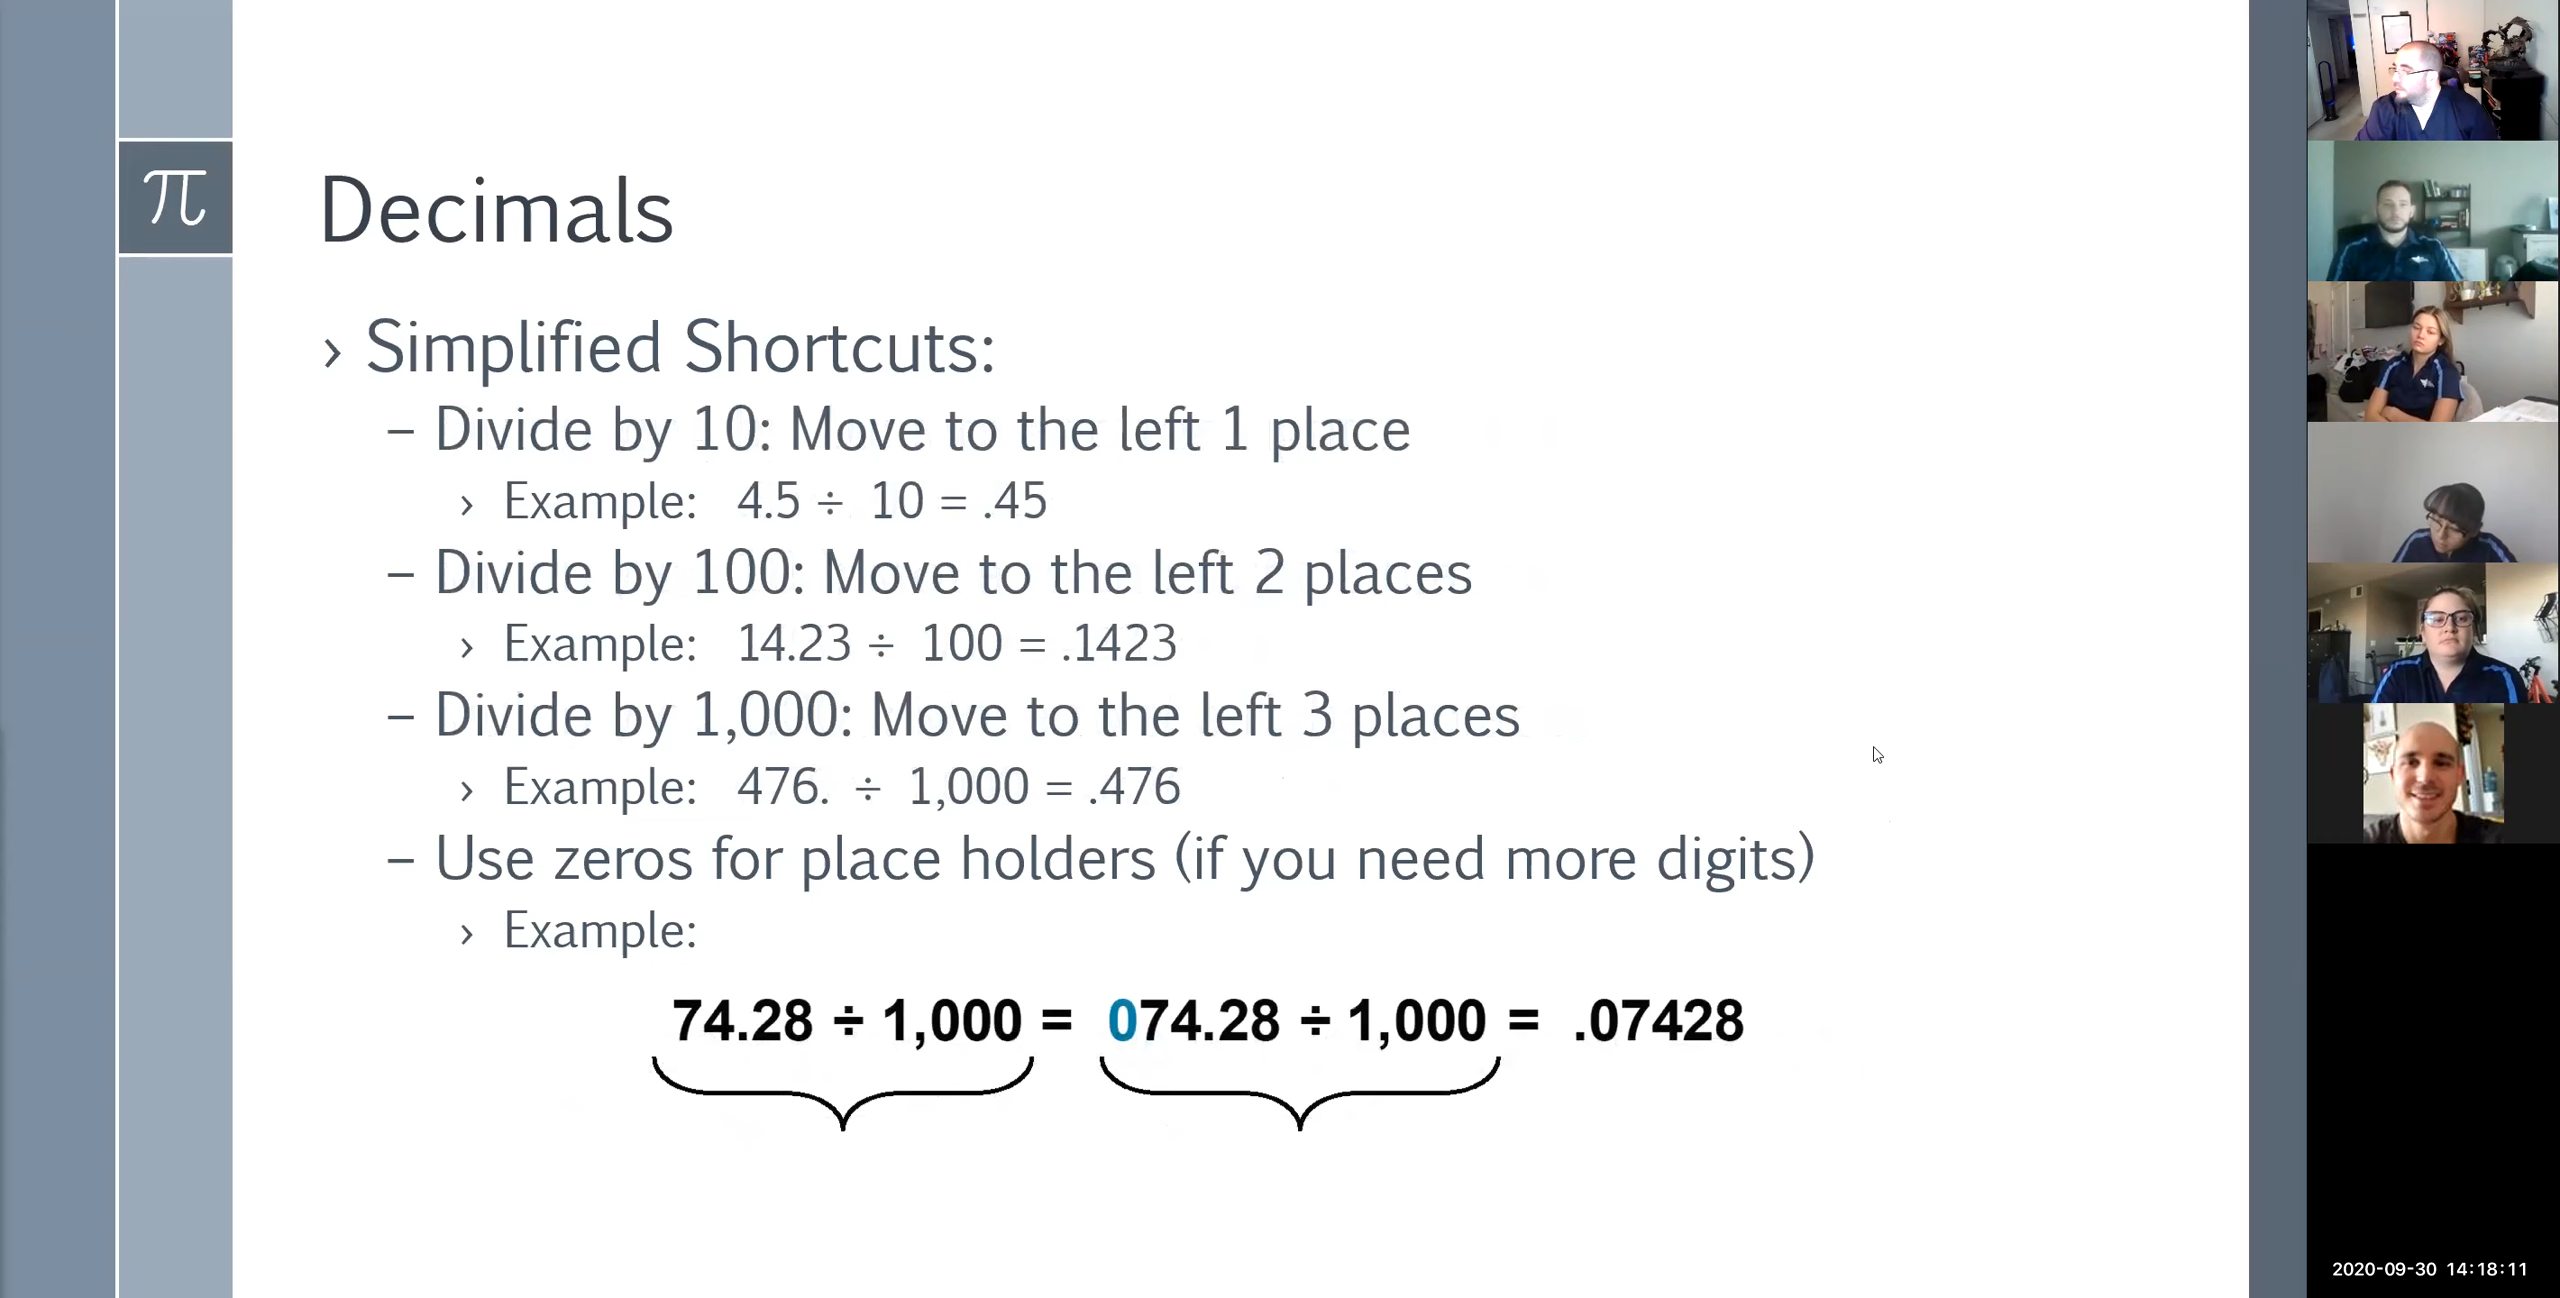 π
Decimals
› Simplified Shortcuts:
– Divide by 10: Move to the left 1 place
› Example: 4.5 ÷ 10 = .45
– Divide by 100: Move to the left 2 places
› Example: 14.23 ÷ 100 = .1423
– Divide by 1,000: Move to the left 3 places
› Example: 476. ÷ 1,000 = .476
– Use zeros for place holders (if you need more digits)
› Example:
74.28 ÷ 1,000 = 074.28 ÷ 1,000 = .07428
2020-09-30 14:18:11